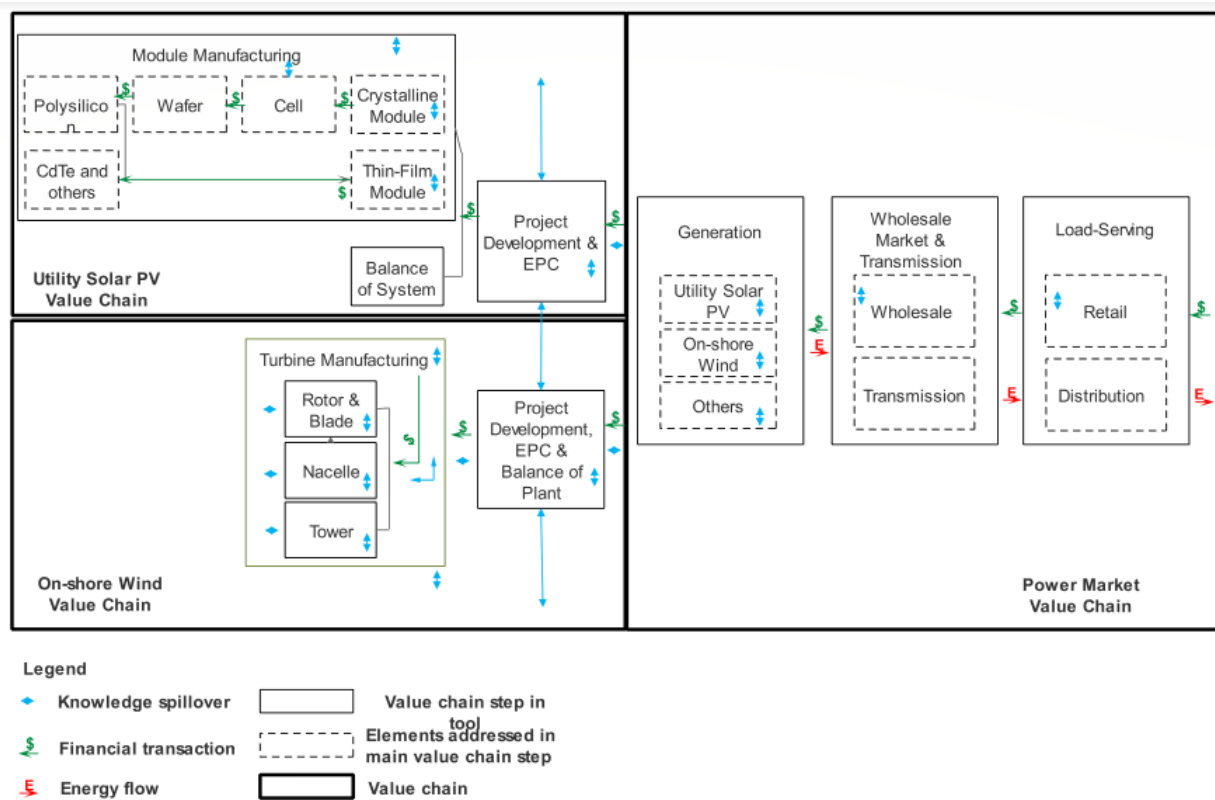 Module Manufacturing
Polysilico
n
Wafer
Cell
Crystalline
Module
CdTe and
others
Thin-Film
Module
$
$
$
$
$
$
Project
Development &
EPC
Balance
of System
Utility Solar PV
Value Chain
Turbine Manufacturing
Rotor &
Blade
Nacelle
Tower
$
$
$
Project
Development,
EPC &
Balance of
Plant
On-shore Wind
Value Chain
Generation
Utility Solar
PV
On-shore
Wind
Others
$
E
Wholesale
Market &
Transmission
Wholesale
Transmission
$
E
Load-Serving
Retail
Distribution
$
E
Power Market
Value Chain
Legend
Knowledge spillover
$
Financial transaction
E
Energy flow
Value chain step in
tool
Elements addressed in
main value chain step
Value chain